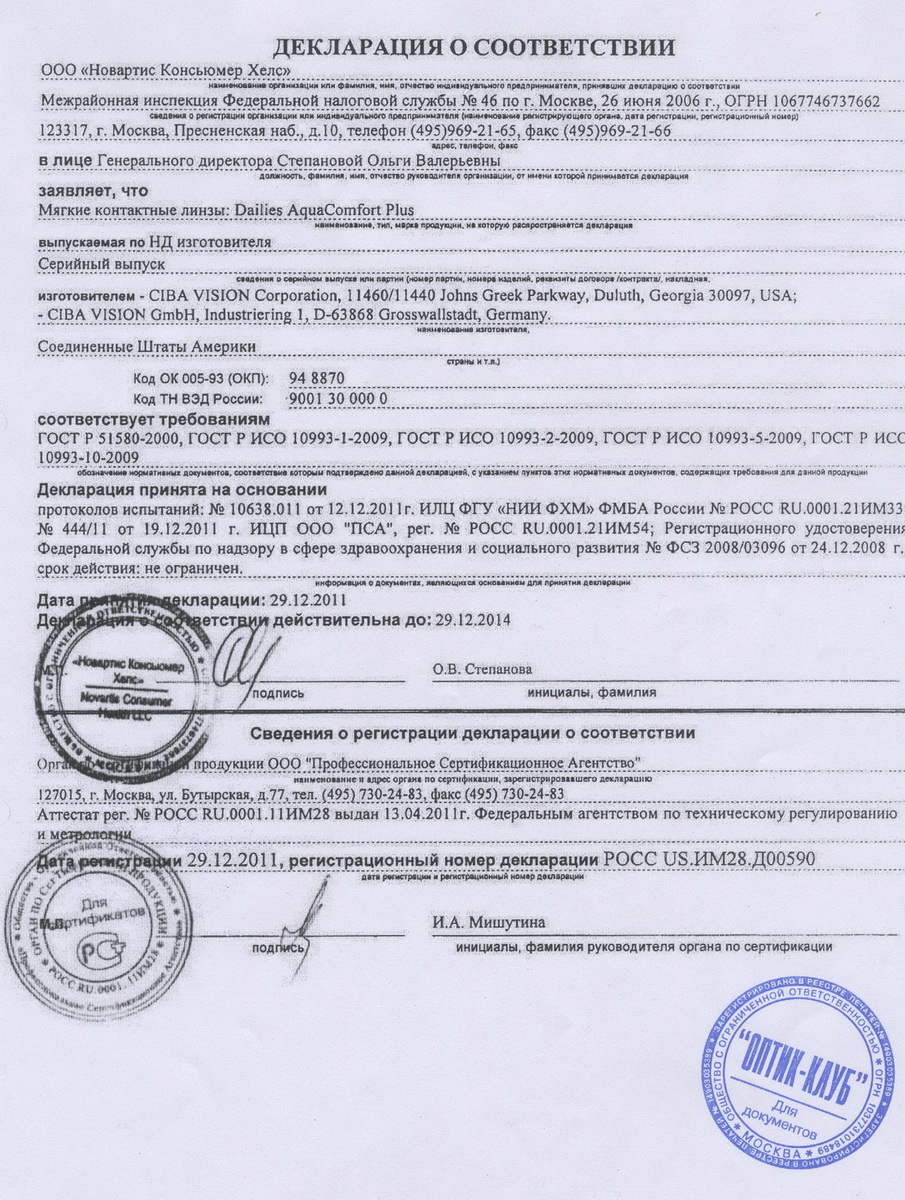 ДЕКЛАРАЦИЯ О СООТВЕТСТВИИ
ООО «Новартис Консьюмер Хелс»
наименование организации или фамилия, имя, отчество индивидуального предпринимателя, принявших декларацию о соответствии
Межрайонная инспекция Федеральной налоговой службы № 46 по г. Москве, 26 июня 2006 г., ОГРН 1067746737662
сведения о регистрации организации или индивидуального предпринимателя (наименование регистрирующего органа, дата регистрации, регистрационный номер)
123317, г. Москва, Пресненская наб., д.10, телефон (495)969-21-65, факс (495)969-21-66
адрес, телефон, факс
в лице Генерального директора Степановой Ольги Валерьевны
должность, фамилия, имя, отчество руководителя организации, от имени которой принимается декларация
заявляет, что
Мягкие контактные линзы: Dailies AquaComfort Plus
наименование, тип, марка продукции, на которую распространяется декларация
выпускаемая по НД изготовителя
Серийный выпуск
сведения о серийном выпуске или партии (номер партии, номера изделий, реквизиты договора /контракта/, накладная,
изготовителем - CIBA VISION Corporation, 11460/11440 Johns Greek Parkway, Duluth, Georgia 30097, USA;
- CIBA VISION GmbH, Industriering 1, D-63868 Grosswallstadt, Germany.
наименование изготовителя,
Соединенные Штаты Америки
страны и т.п.)
Код ОК 005-93 (ОКП): 94 8870
Код ТН ВЭД России: 9001 30 000 0
соответствует требованиям
ГОСТ Р 51580-2000, ГОСТ Р ИСО 10993-1-2009, ГОСТ Р ИСО 10993-2-2009, ГОСТ Р ИСО 10993-5-2009, ГОСТ Р ИСО
10993-10-2009
обозначение нормативных документов, соответствие которым подтверждено данной декларацией, с указанием пунктов этих нормативных документов, содержащих требования для данной продукции
Декларация принята на основании
протоколов испытаний: № 10638.011 от 12.12.2011г. ИЛЦ ФГУ «НИИ ФХМ» ФМБА России № РОСС RU.0001.21ИМ33
№ 444/11 от 19.12.2011 г. ИЦП ООО "ПСА", рег. № РОСС RU.0001.21ИМ54; Регистрационного удостоверения
Федеральной службы по надзору в сфере здравоохранения и социального развития № ФСЗ 2008/03096 от 24.12.2008 г.
срок действия: не ограничен.
информация о документах, являющихся основанием для принятия декларации
Дата принятия декларации: 29.12.2011
Декларация о соответствии действительна до: 29.12.2014
М.П.
«Новартис Консьюмер
Хелс»
Novartis Consumer
Health LLC
О.В. Степанова
подпись
инициалы, фамилия
Сведения о регистрации декларации о соответствии
Орган по сертификации продукции ООО "Профессиональное Сертификационное Агентство"
наименование и адрес органа по сертификации, зарегистрировавшего декларацию
127015, г. Москва, ул. Бутырская, д.77, тел. (495) 730-24-83, факс (495) 730-24-83
Аттестат рег. № РОСС RU.0001.11ИМ28 выдан 13.04.2011г. Федеральным агентством по техническому регулированию
и метрологии
Дата регистрации 29.12.2011, регистрационный номер декларации РОСС US.ИМ28.Д00590
дата регистрации и регистрационный номер декларации
М.П.
Для
сертификатов
ОРГАН ПО СЕРТИФИКАЦИИ ПРОДУКЦИИ
РОСС RU.0001.11ИМ28
И.А. Мишутина
подпись
инициалы, фамилия руководителя органа по сертификации
ЗАРЕГИСТРИРОВАНО В РЕЕСТРЕ ПЕЧАТЕЙ № 14903035389
ОБЩЕСТВО С ОГРАНИЧЕННОЙ ОТВЕТСТВЕННОСТЬЮ * ОГРН 1037731018489
"ОПТИК-КЛУБ"
Для
документов
* МОСКВА *